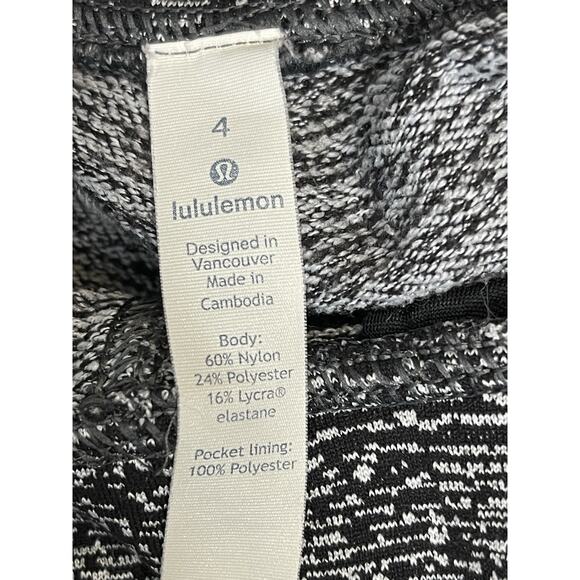 4
lululemon
Designed in
Vancouver
Made in
Cambodia
Body:
60% Nylon
24% Polyester
16% Lycra®
elastane
Pocket lining:
100% Polyester